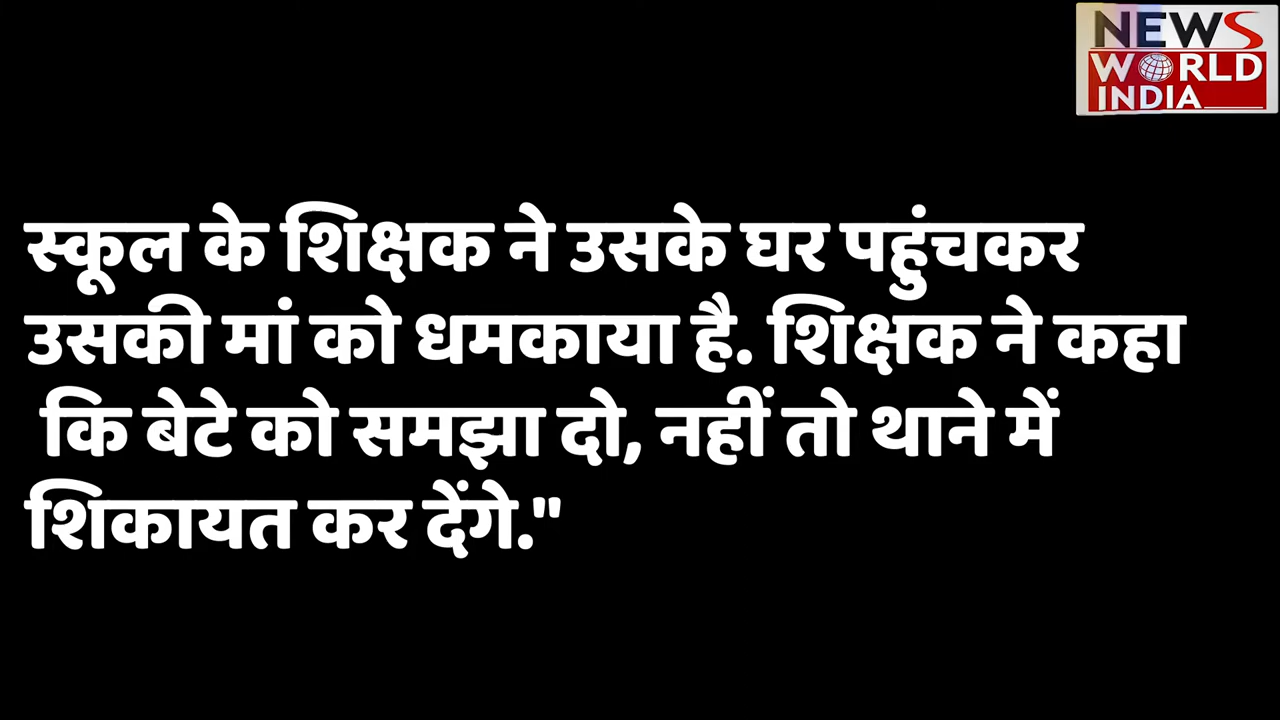 NEWS
WORLD
INDIA
स्कूल के शिक्षक ने उसके घर पहुंचकर
उसकी मां को धमकाया है. शिक्षक ने कहा
कि बेटे को समझा दो, नहीं तो थाने में
शिकायत कर देंगे."